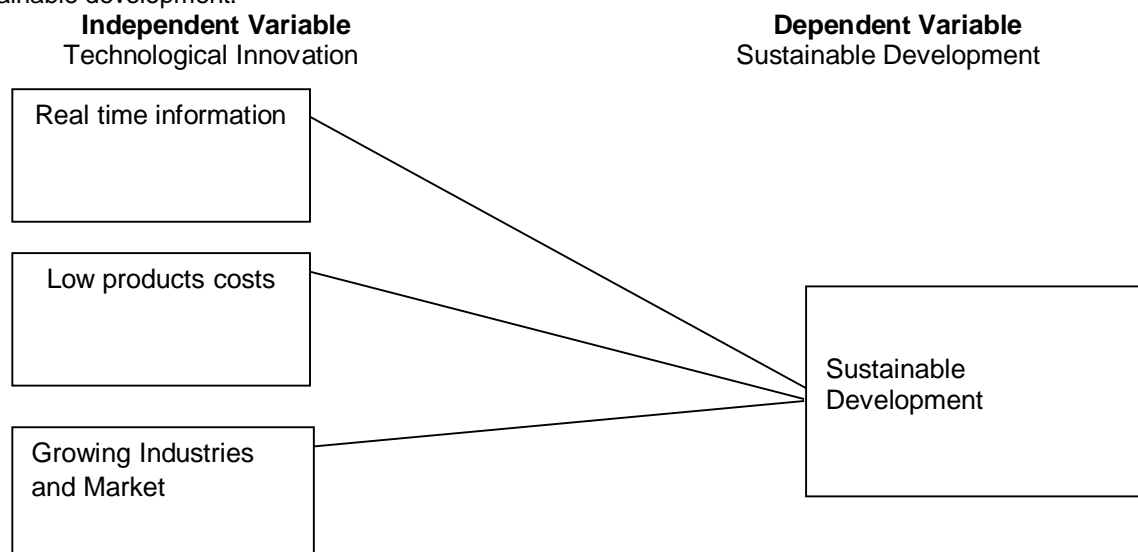 development.
Independent Variable
Technological Innovation
Dependent Variable
Sustainable Development
Real time information
Low products costs
Growing Industries
and Market
Sustainable
Development